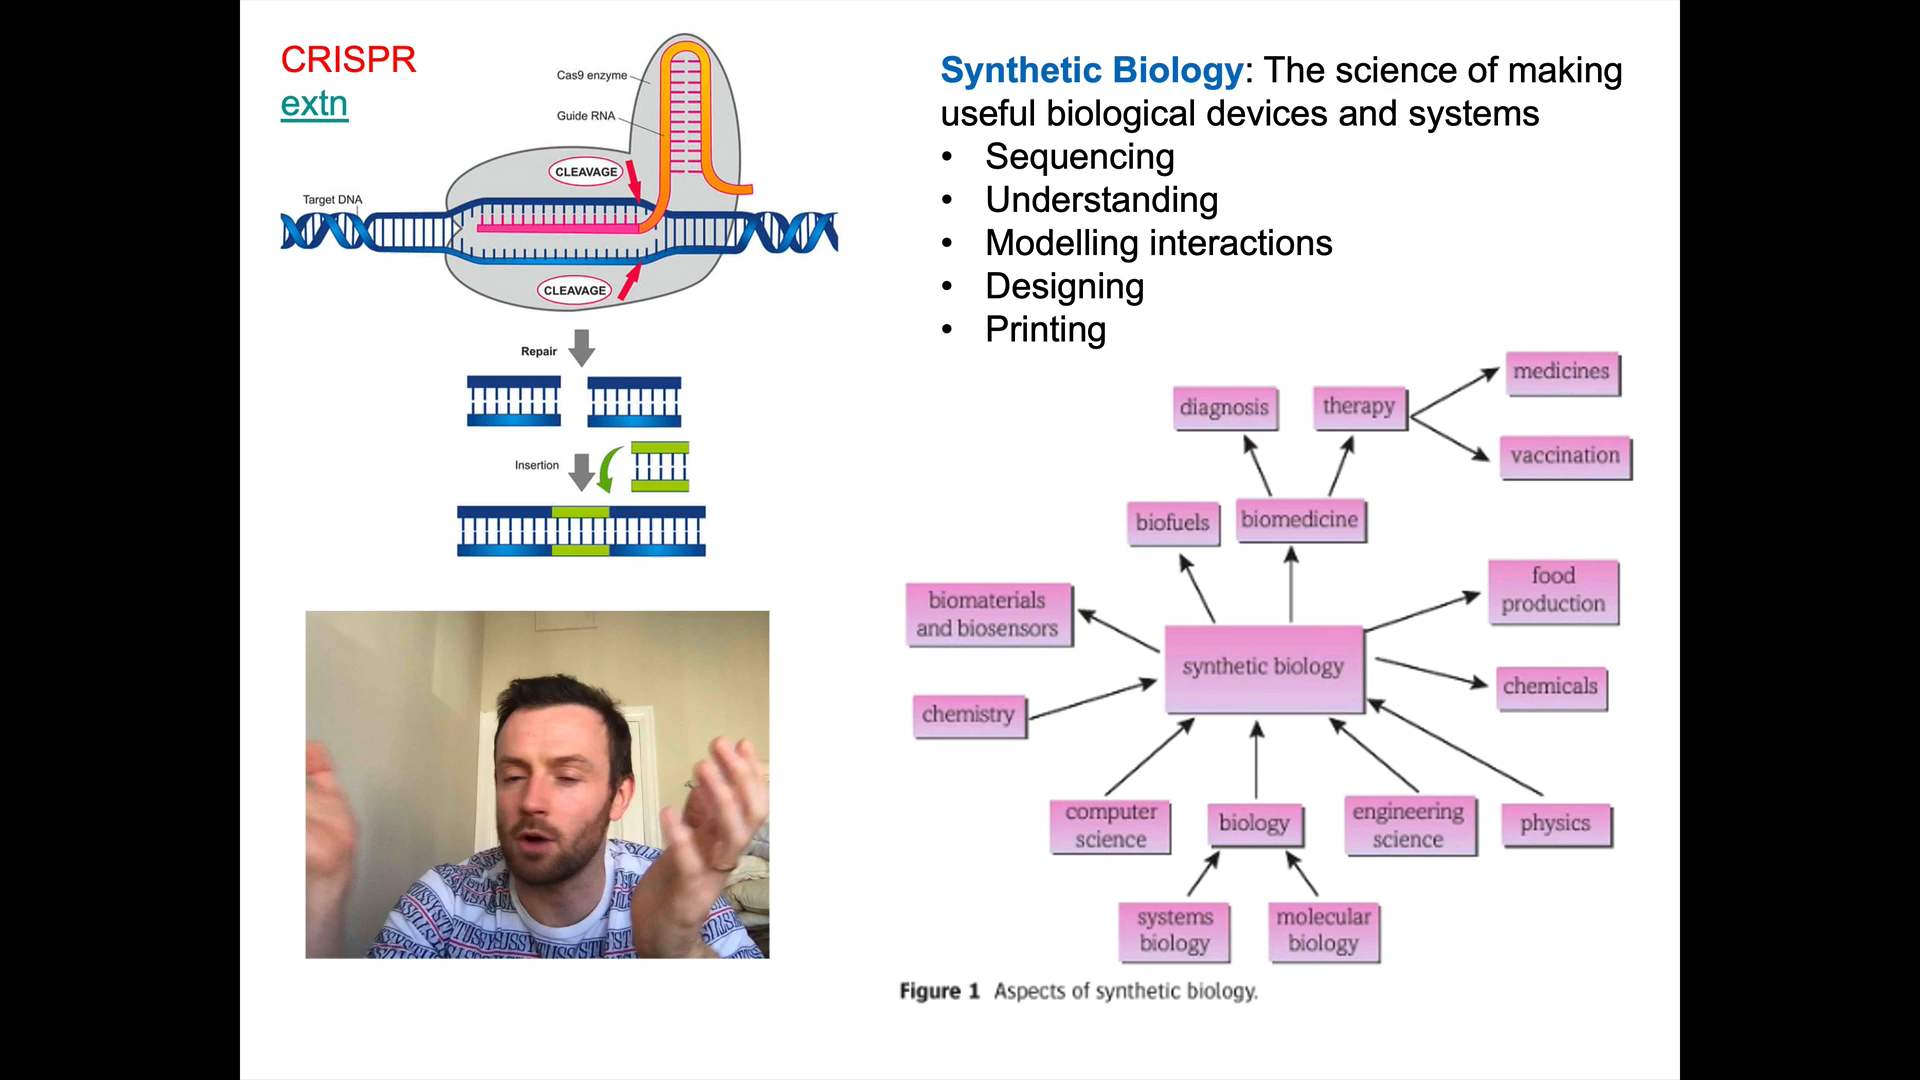 CRISPR
extn
Cas9 enzyme
Guide RNA
CLEAVAGE
Target DNA
CLEAVAGE
Repair
Insertion
Synthetic Biology: The science of making
useful biological devices and systems
• Sequencing
• Understanding
• Modelling interactions
• Designing
• Printing
medicines
diagnosis
therapy
vaccination
biofuels
biomedicine
food
production
biomaterials
and biosensors
synthetic biology
chemicals
chemistry
computer
science
biology
engineering
science
physics
systems
biology
molecular
biology
Figure 1 Aspects of synthetic biology.